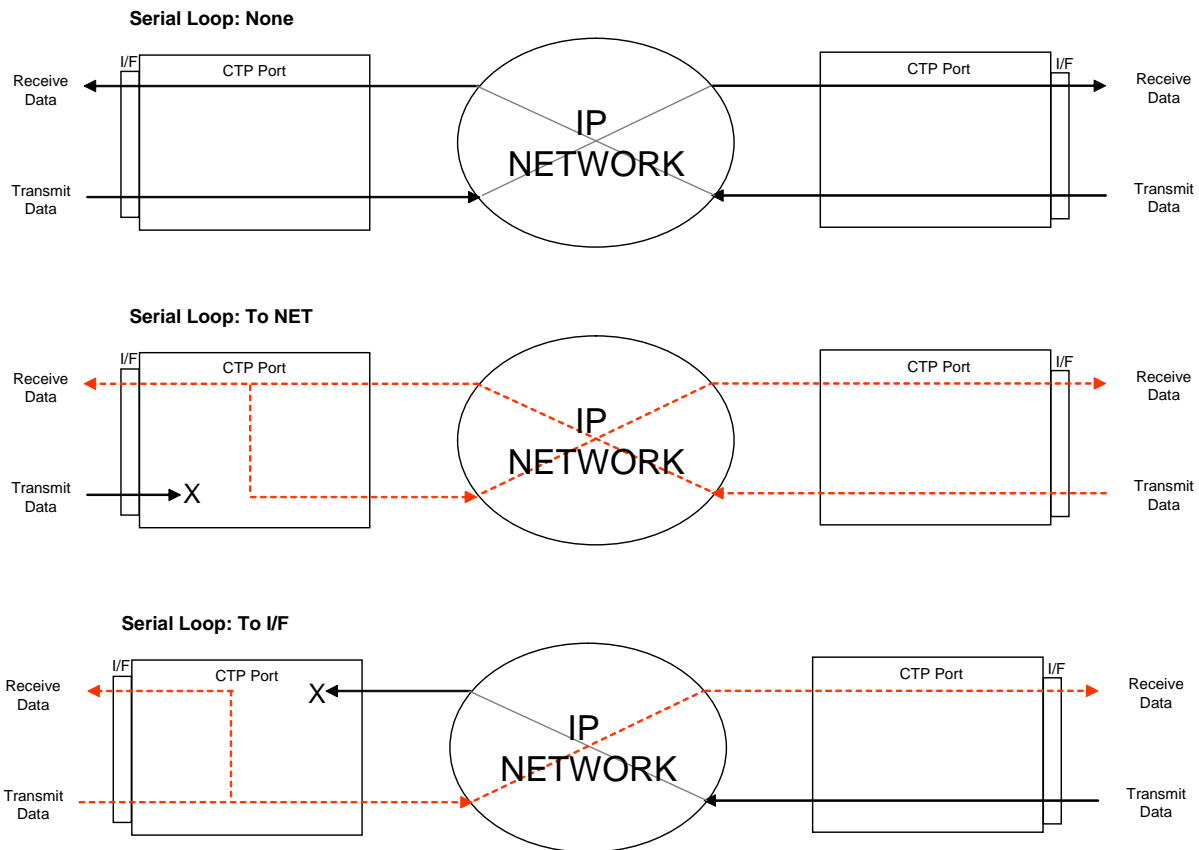 Serial Loop: None
I/F
CTP Port
CTP Port
I/F
Receive
Data
Receive
Data
IP
NETWORK
Transmit
Data
Transmit
Data
Serial Loop: To NET
I/F
CTP Port
CTP Port
I/F
Receive
Data
Receive
Data
IP
NETWORK
Transmit
Data
X
Transmit
Data
Serial Loop: To I/F
I/F
CTP Port
CTP Port
I/F
Receive
Data
X
Receive
Data
IP
NETWORK
Transmit
Data
Transmit
Data